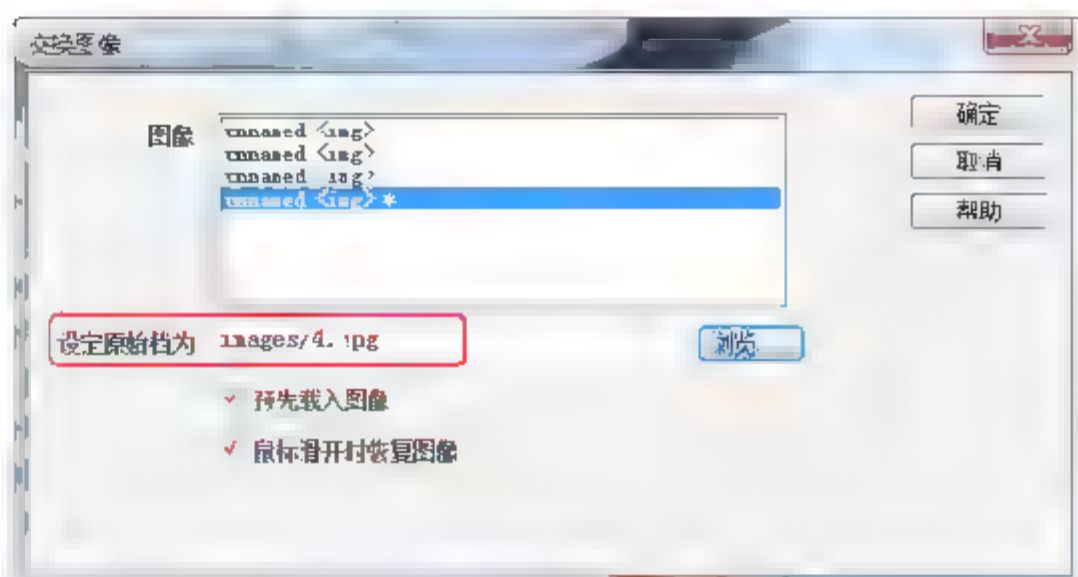 交换图像
图像
unnamed <img>
unnamed <img>
unnamed <img>
unnamed <img> *
确定
取消
帮助
设定原始档为
images/4.jpg
浏览...
预先载入图像
鼠标滑开时恢复图像